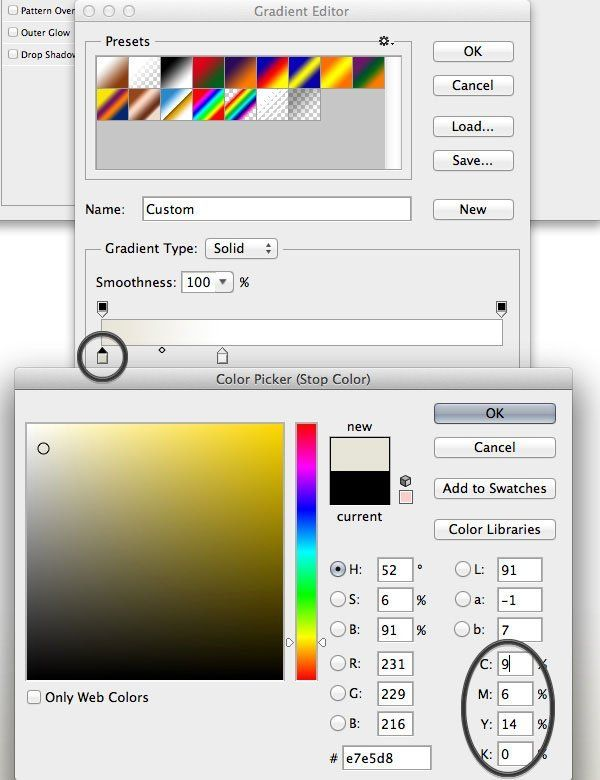 Pattern Over
Outer Glow
Drop Shadow
Gradient Editor
Presets
OK
Cancel
Load...
Save...
Name: Custom
New
Gradient Type: Solid
Smoothness: 100 %
Color Picker (Stop Color)
new
current
OK
Cancel
Add to Swatches
Color Libraries
H: 52 ° L: 91
S: 6 % a: -1
B: 91 % b: 7
R: 231 C: 9 %
G: 229 M: 6 %
B: 216 Y: 14 %
Only Web Colors
# e7e5d8 K: 0 %